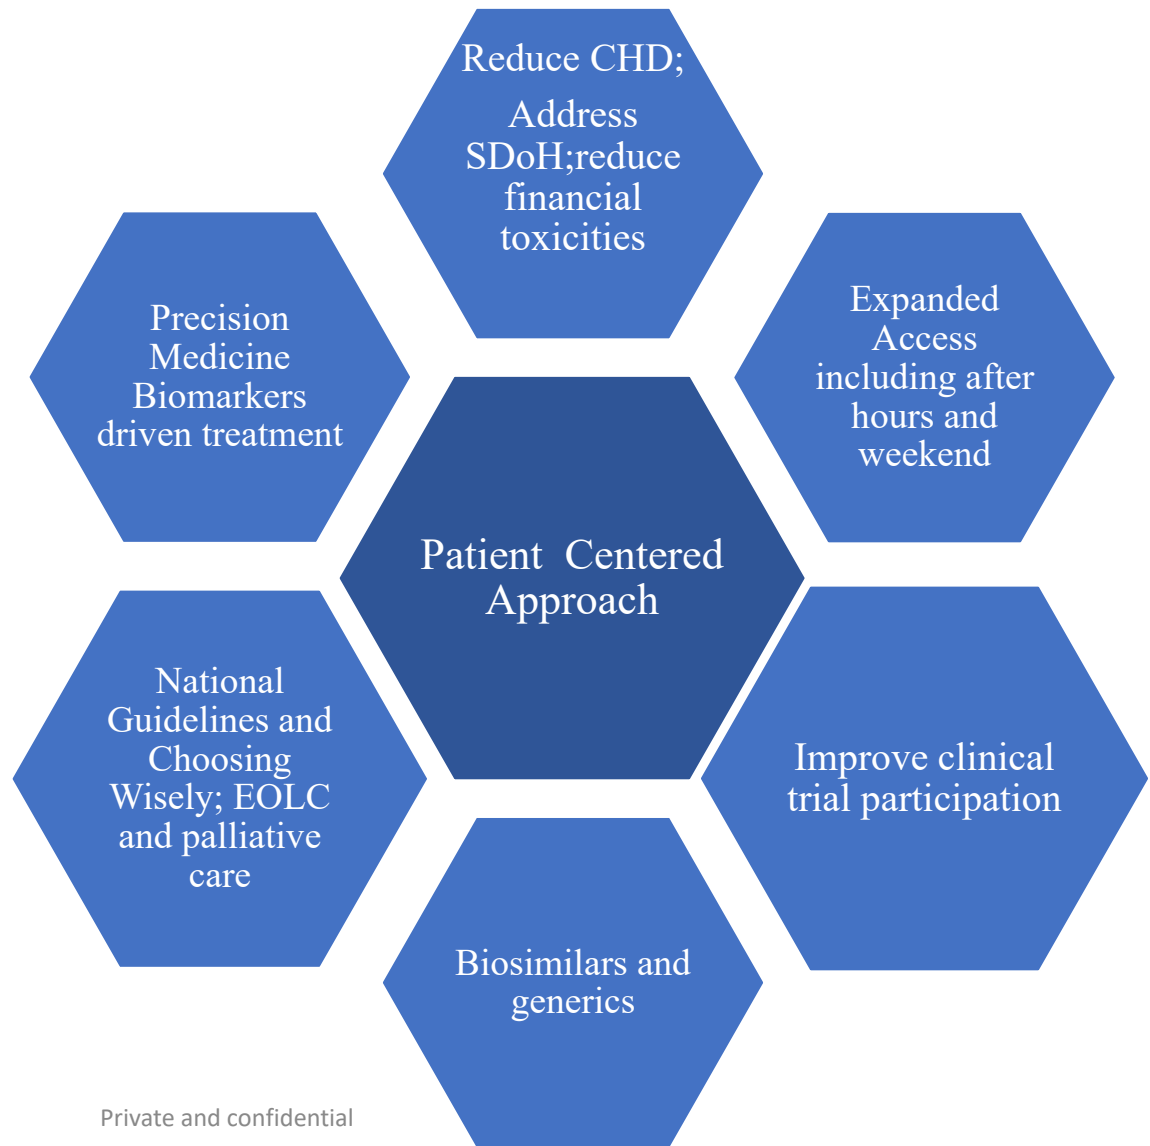 Reduce CHD;
Address
SDoH;reduce
financial
toxicities
Precision
Medicine
Biomarkers
driven treatment
Expanded
Access
including after
hours and
weekend
Patient  Centered
Approach
National
Guidelines and
Choosing
Wisely; EOLC
and palliative
care
Improve clinical
trial participation
Biosimilars and
generics
Private and confidential